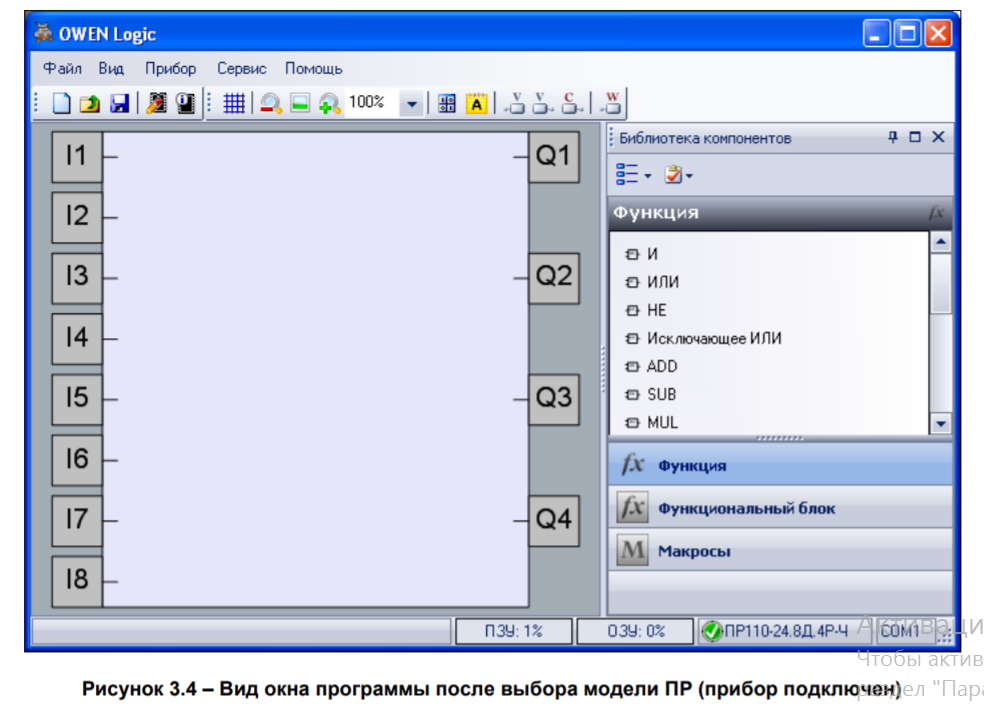 OWEN Logic
Файл Вид Прибор Сервис Помощь
100%
A
V V C W
I1
I2
I3
I4
I5
I6
I7
I8
Q1
Q2
Q3
Q4
Библиотека компонентов
Функция fx
И
ИЛИ
НЕ
Исключающее ИЛИ
ADD
SUB
MUL
fx Функция
fx Функциональный блок
M Макросы
ПЗУ: 1% ОЗУ: 0% ПР110-24.8Д.4Р-Ч COM1
Активаци
Чтобы актив
раздел "Пара
Рисунок 3.4 – Вид окна программы после выбора модели ПР (прибор подключен)